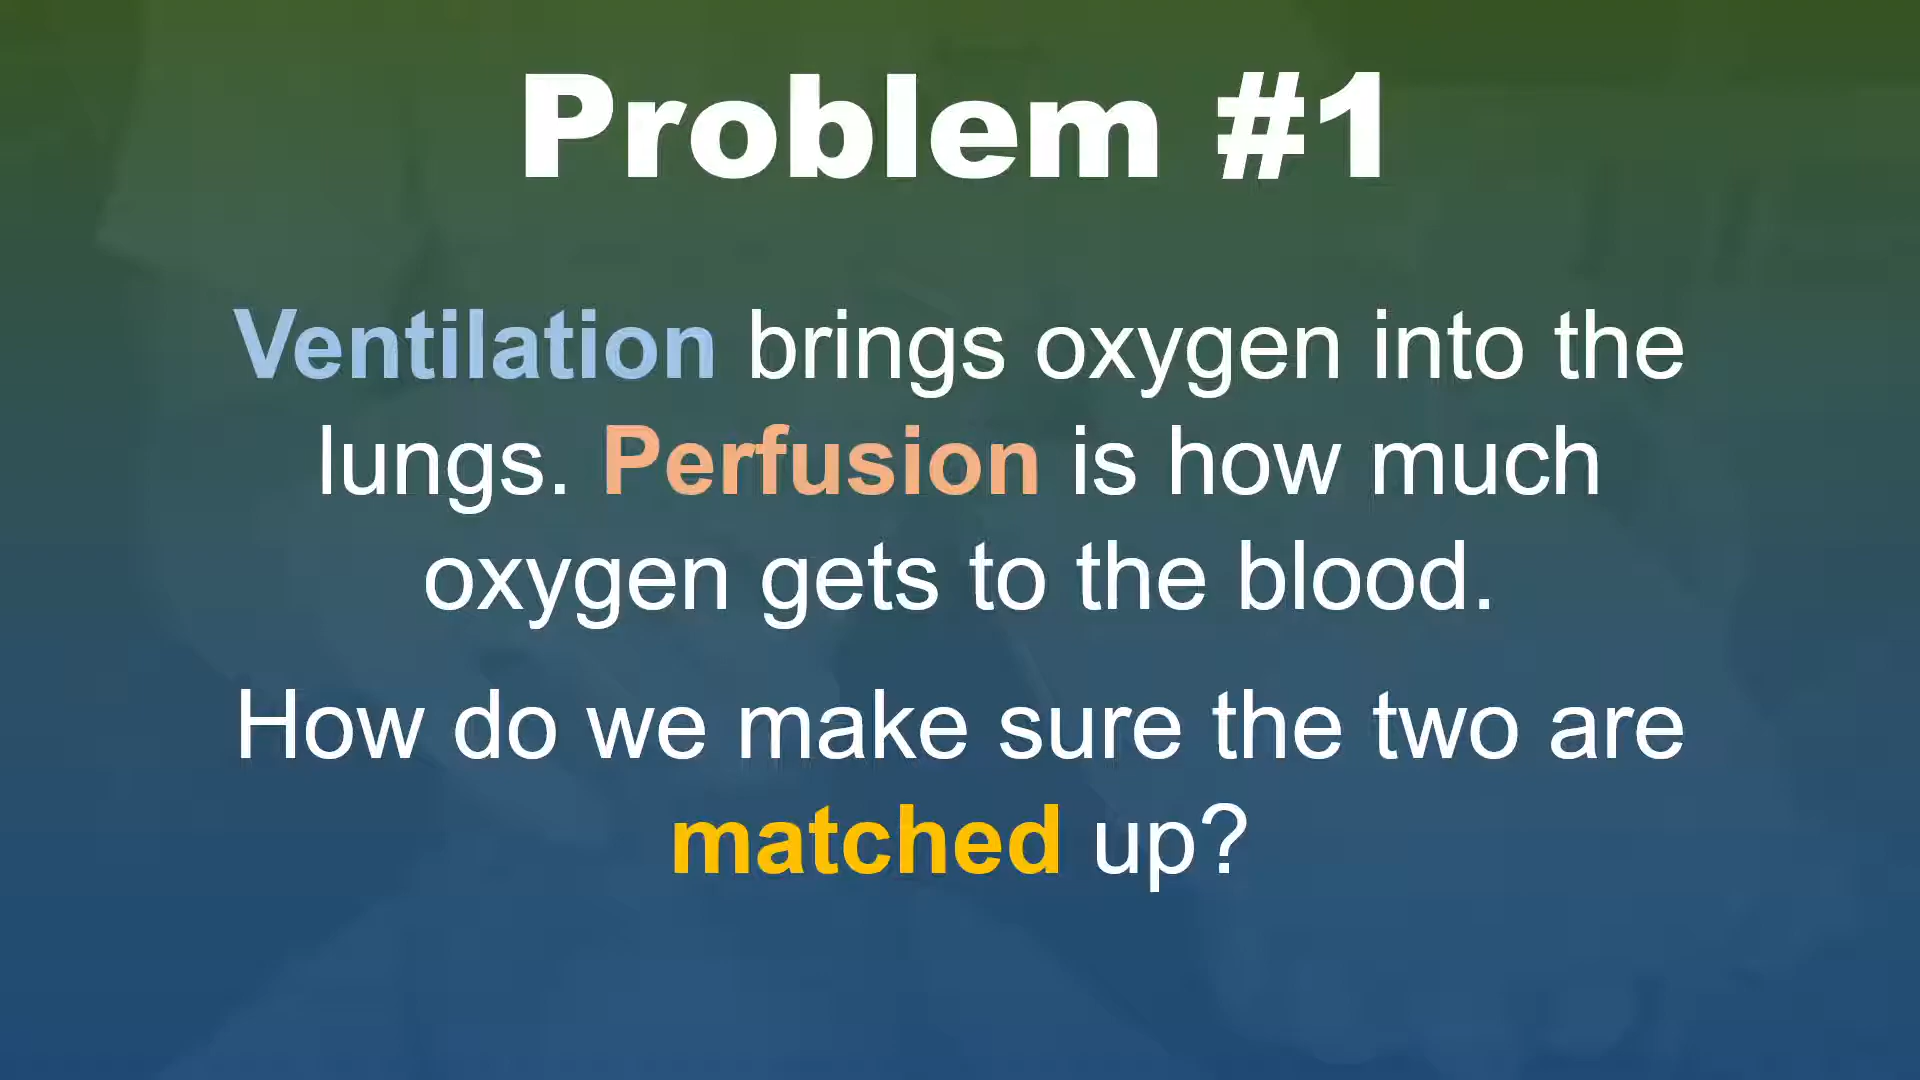 Problem #1
Ventilation brings oxygen into the
lungs. Perfusion is how much
oxygen gets to the blood.
How do we make sure the two are
matched up?